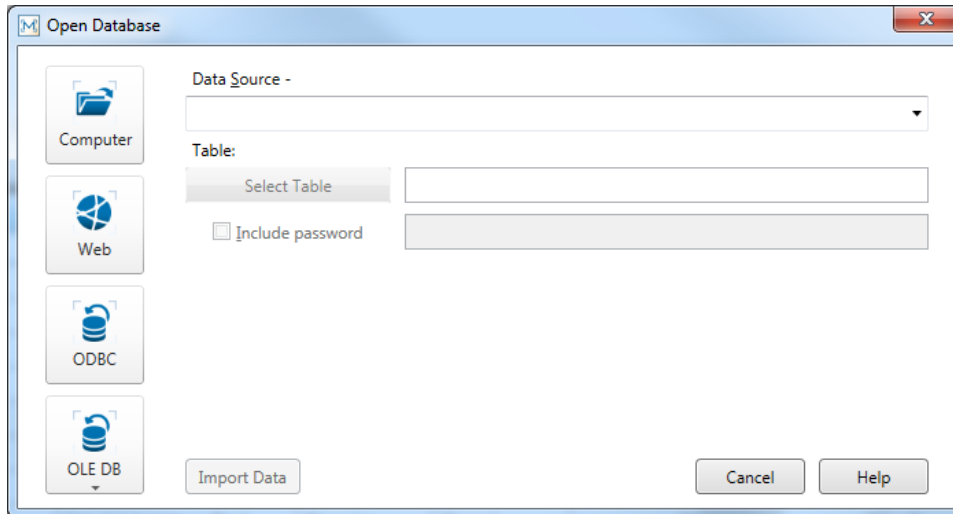 Open Database
Computer
Web
ODBC
OLE DB
Data Source -
Table:
Select Table
Include password
Import Data
Cancel
Help